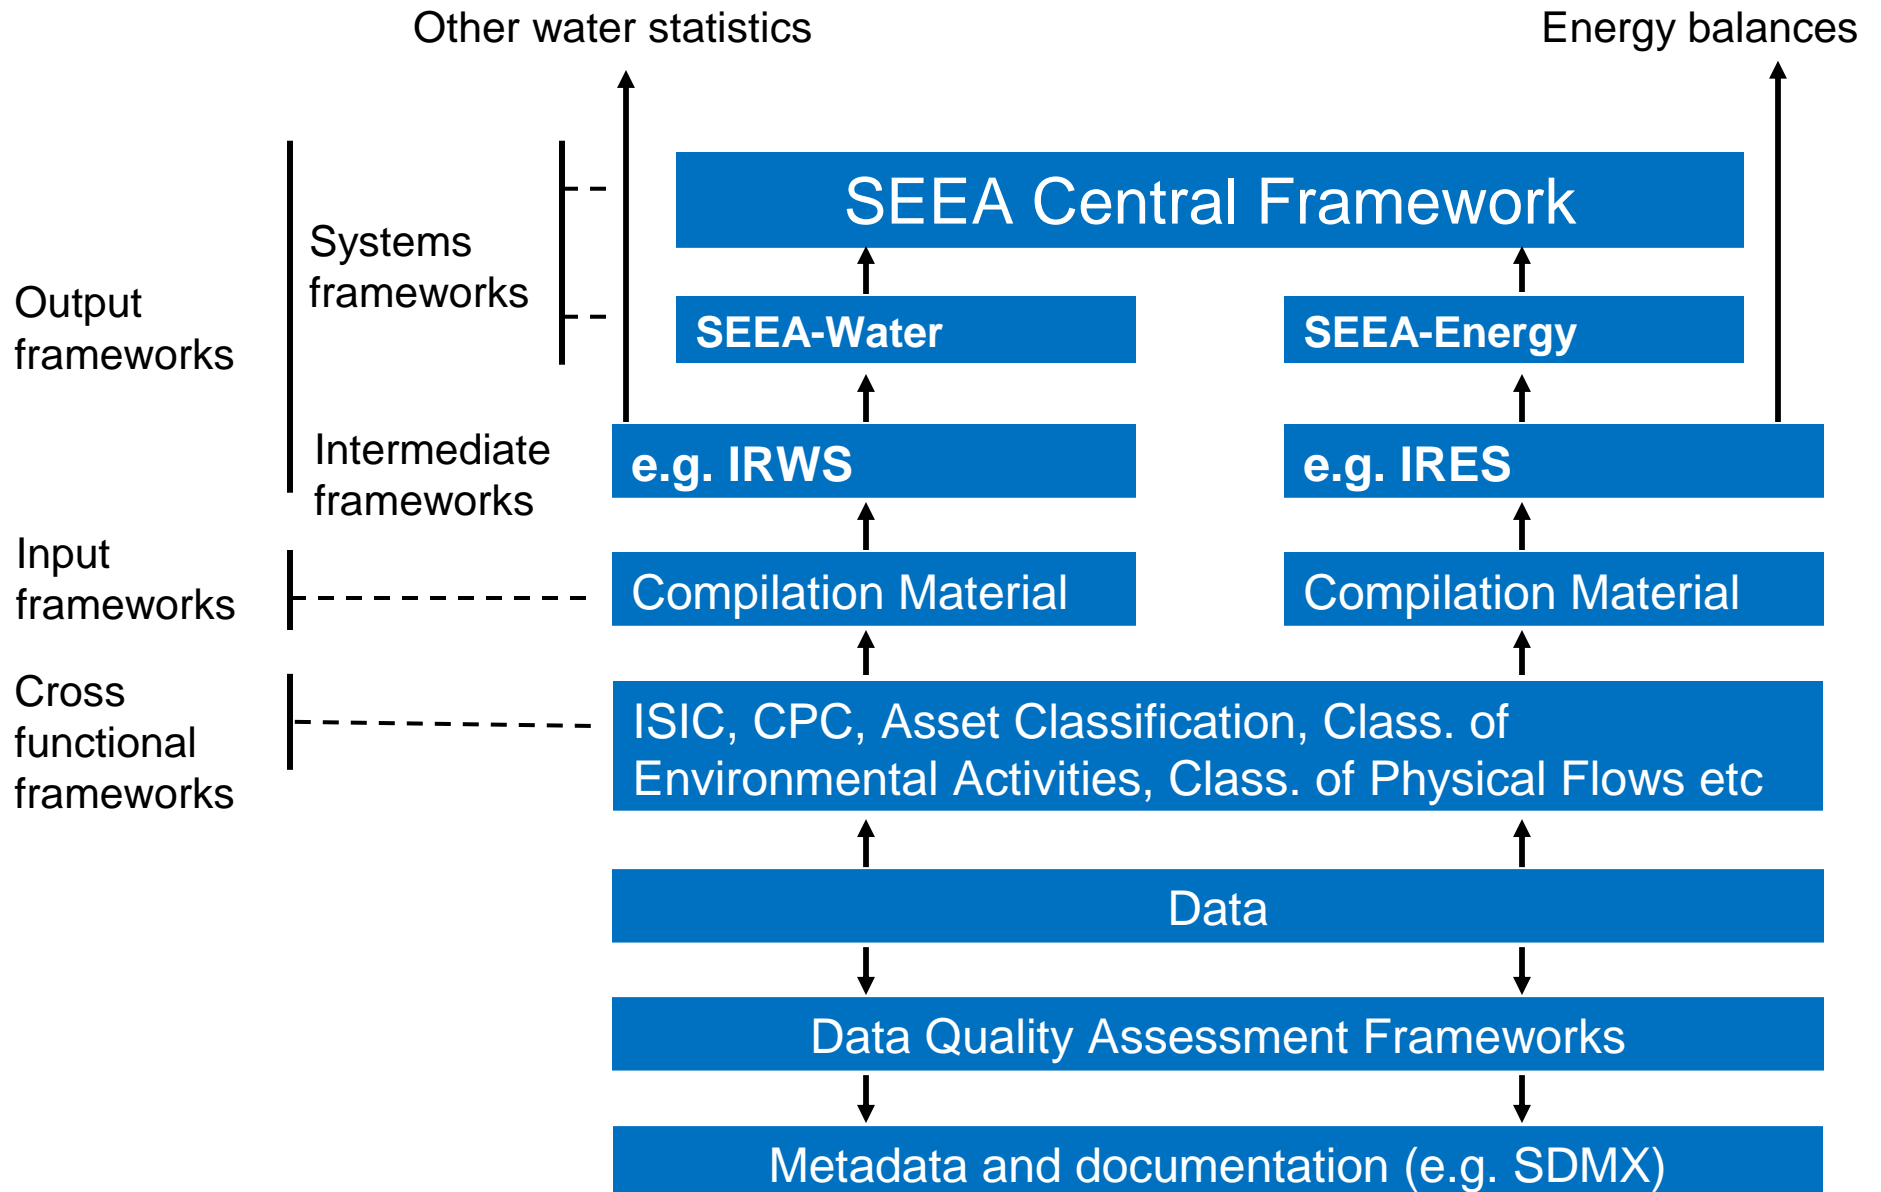 Other water statistics
Energy balances
SEEA Central Framework
Systems
frameworks
Output
frameworks
SEEA-Water
SEEA-Energy
Intermediate
frameworks
e.g. IRWS
e.g. IRES
Input
frameworks
Compilation Material
Compilation Material
Cross
functional
frameworks
ISIC, CPC, Asset Classification, Class. of
Environmental Activities, Class. of Physical Flows etc
Data
Data Quality Assessment Frameworks
Metadata and documentation (e.g. SDMX)